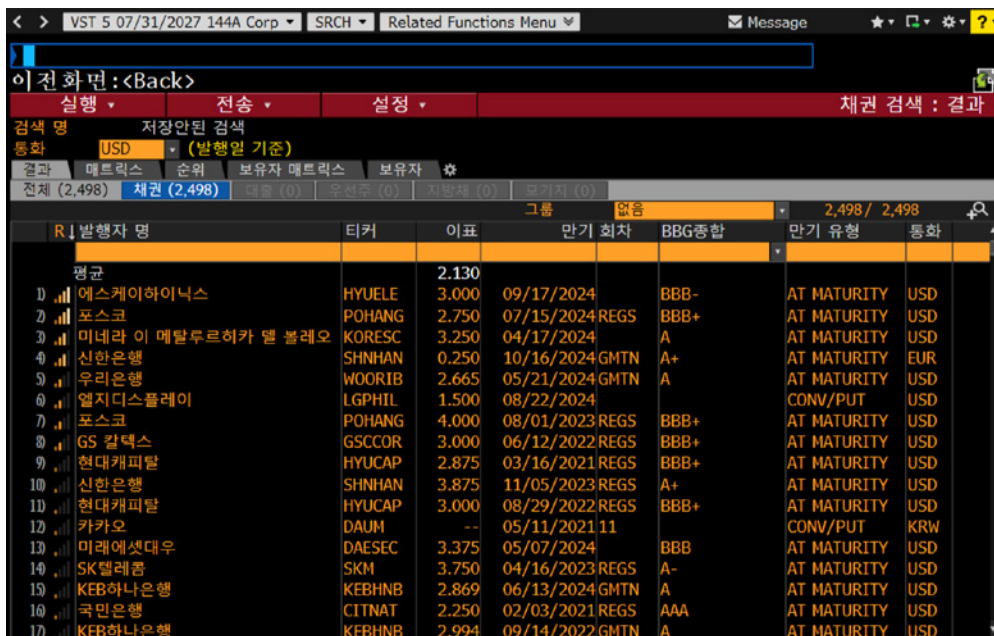 < > VST 5 07/31/2027 144A Corp SRCH Related Functions Menu Message ?
이전화면:<Back>
실행 전송 설정 채권 검색 : 결과
검색 명 저장안된 검색
통화 USD (발행일 기준)
결과 매트릭스 순위 보유자 매트릭스 보유자
전체 (2,498) 채권 (2,498) 대출 (0) 우선주 (0) 지방채 (0) 모기지 (0)
그룹 없음 2,498/ 2,498
R↓발행자 명 티커 이표 만기 회차 BBG종합 만기 유형 통화
평균 2.130
1) 에스케이하이닉스 HYUELE 3.000 09/17/2024 BBB- AT MATURITY USD
2) 포스코 POHANG 2.750 07/15/2024 REGS BBB+ AT MATURITY USD
3) 미네라 이 메탈루르히카 델 볼레오 KORESC 3.250 04/17/2024 A AT MATURITY USD
4) 신한은행 SHNHAN 0.250 10/16/2024 GMTN A+ AT MATURITY EUR
5) 우리은행 WOORIB 2.665 05/21/2024 GMTN A AT MATURITY USD
6) 엘지디스플레이 LGPHIL 1.500 08/22/2024 CONV/PUT USD
7) 포스코 POHANG 4.000 08/01/2023 REGS BBB+ AT MATURITY USD
8) GS 칼텍스 GSCCOR 3.000 06/12/2022 REGS BBB+ AT MATURITY USD
9) 현대캐피탈 HYUCAP 2.875 03/16/2021 REGS BBB+ AT MATURITY USD
10) 신한은행 SHNHAN 3.875 11/05/2023 REGS A+ AT MATURITY USD
11) 현대캐피탈 HYUCAP 3.000 08/29/2022 REGS BBB+ AT MATURITY USD
12) 카카오 DAUM -- 05/11/2021 11 CONV/PUT KRW
13) 미래에셋대우 DAESEC 3.375 05/07/2024 BBB AT MATURITY USD
14) SK텔레콤 SKM 3.750 04/16/2023 REGS A- AT MATURITY USD
15) KEB하나은행 KEBHNB 2.869 06/13/2024 GMTN A AT MATURITY USD
16) 국민은행 CITNAT 2.250 02/03/2021 REGS AAA AT MATURITY USD
17) KEB하나은행 KEBHNB 2.994 09/14/2022 GMTN A AT MATURITY USD